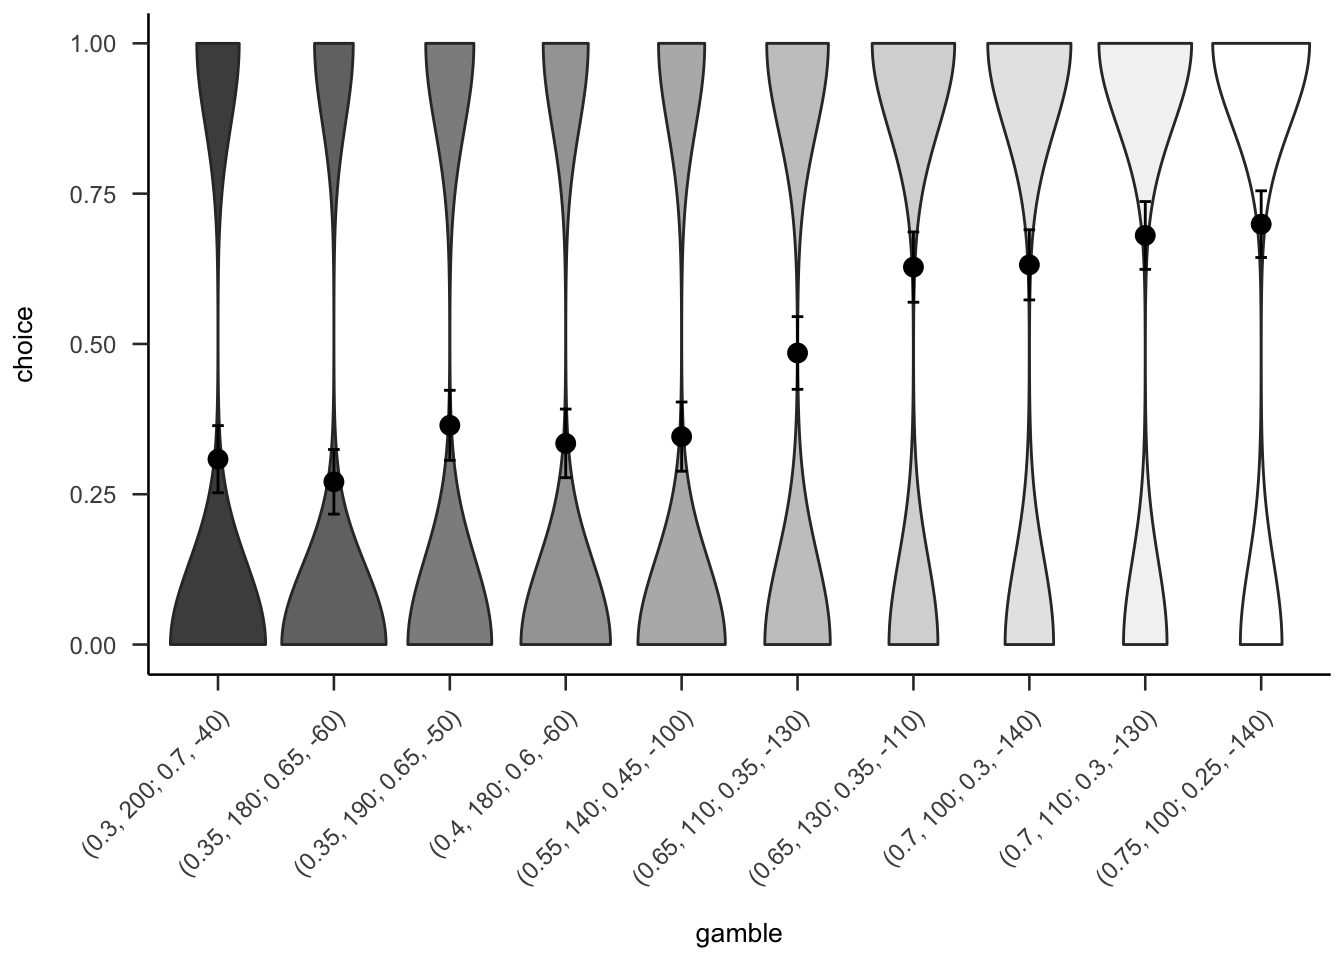 1.00
0.75
0.50
0.25
0.00
choice
(0.3, 200; 0.7, -40)
(0.35, 180; 0.65, -60)
(0.35, 190; 0.65, -50)
(0.4, 180; 0.6, -60)
(0.55, 140; 0.45, -100)
(0.65, 110; 0.35, -130)
(0.65, 130; 0.35, -110)
(0.7, 100; 0.3, -140)
(0.7, 110; 0.3, -130)
(0.75, 100; 0.25, -140)
gamble